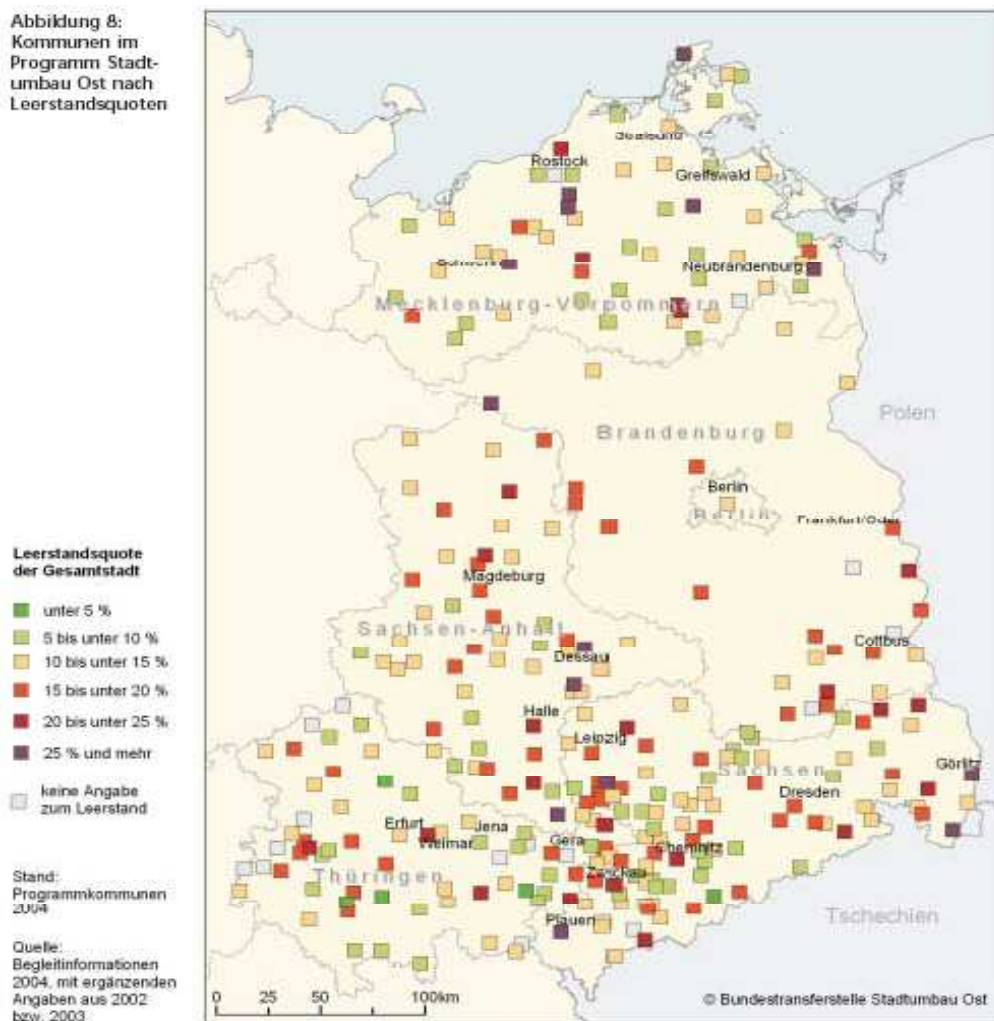 Abbildung 8:
Kommunen im
Programm Stadt-
umbau Ost nach
Leerstandsquoten
Leerstandsquote
der Gesamtstadt
unter 5 %
5 bis unter 10 %
10 bis unter 15 %
15 bis unter 20 %
20 bis unter 25 %
25 % und mehr
keine Angabe
zum Leerstand
Stand:
Programmkommunen
2004
Quelle:
Begleitinformationen
2004, mit ergänzenden
Angaben aus 2002
bzw. 2003
Stralsund
Rostock
Greifswald
Schwerin
Neubrandenburg
Mecklenburg-Vorpommern
Polen
Brandenburg
Berlin
Berlin
Frankfurt/Oder
Magdeburg
Sachsen-Anhalt
Cottbus
Dessau
Halle
Leipzig
Görlitz
Sachsen
Dresden
Erfurt
Jena
Weimar
Gera
Chemnitz
Zwickau
Thüringen
Plauen
Tschechien
0 25 50 100km
© Bundestransferstelle Stadtumbau Ost